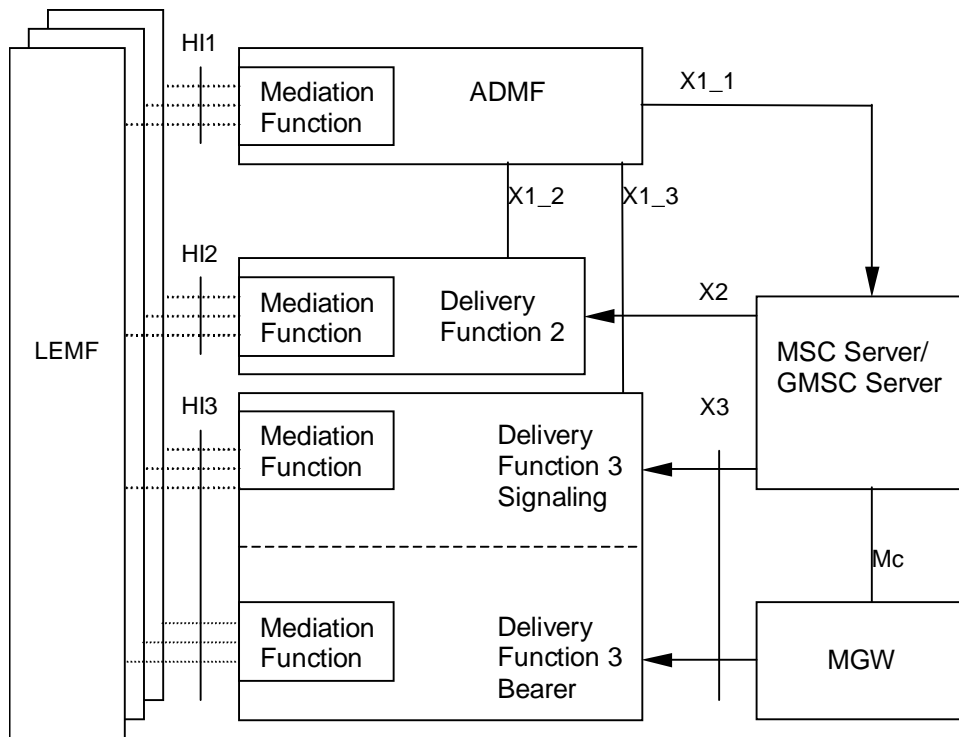 HI1
Mediation
Function
ADMF
X1_1
X1_2
X1_3
HI2
Mediation
Function
Delivery
Function 2
X2
LEMF
MSC Server/
GMSC Server
HI3
Mediation
Function
Delivery
Function 3
Signaling
X3
Mc
Mediation
Function
Delivery
Function 3
Bearer
MGW